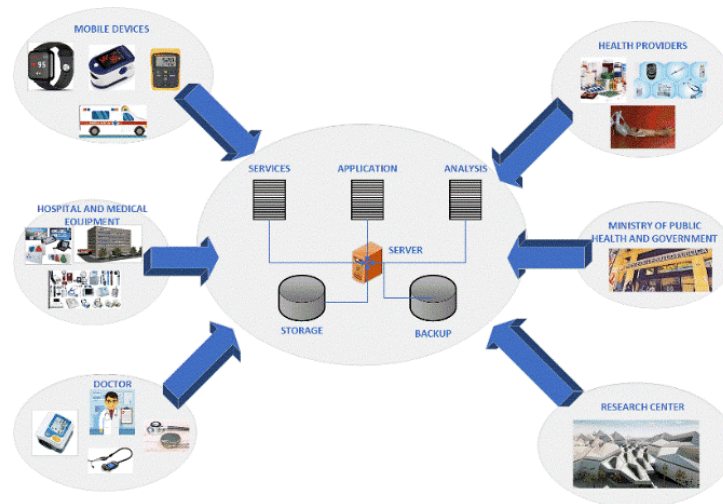 MOBILE DEVICES
HEALTH PROVIDERS
SERVICES
APPLICATION
ANALYSIS
HOSPITAL AND MEDICAL
EQUIPMENT
MINISTRY OF PUBLIC
HEALTH AND GOVERNMENT
SERVER
STORAGE
BACKUP
DOCTOR
RESEARCH CENTER